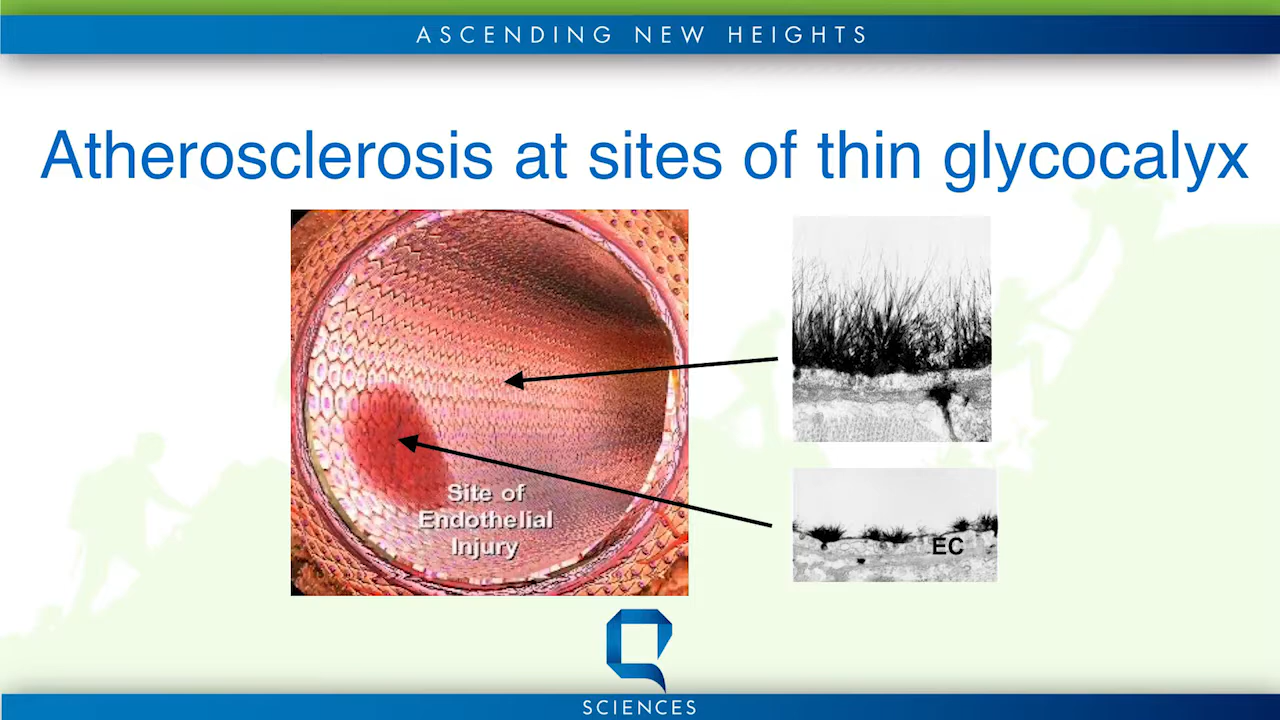 ASCENDING NEW HEIGHTS
Atherosclerosis at sites of thin glycocalyx
Site of
Endothelial
Injury
EC
SCIENCES